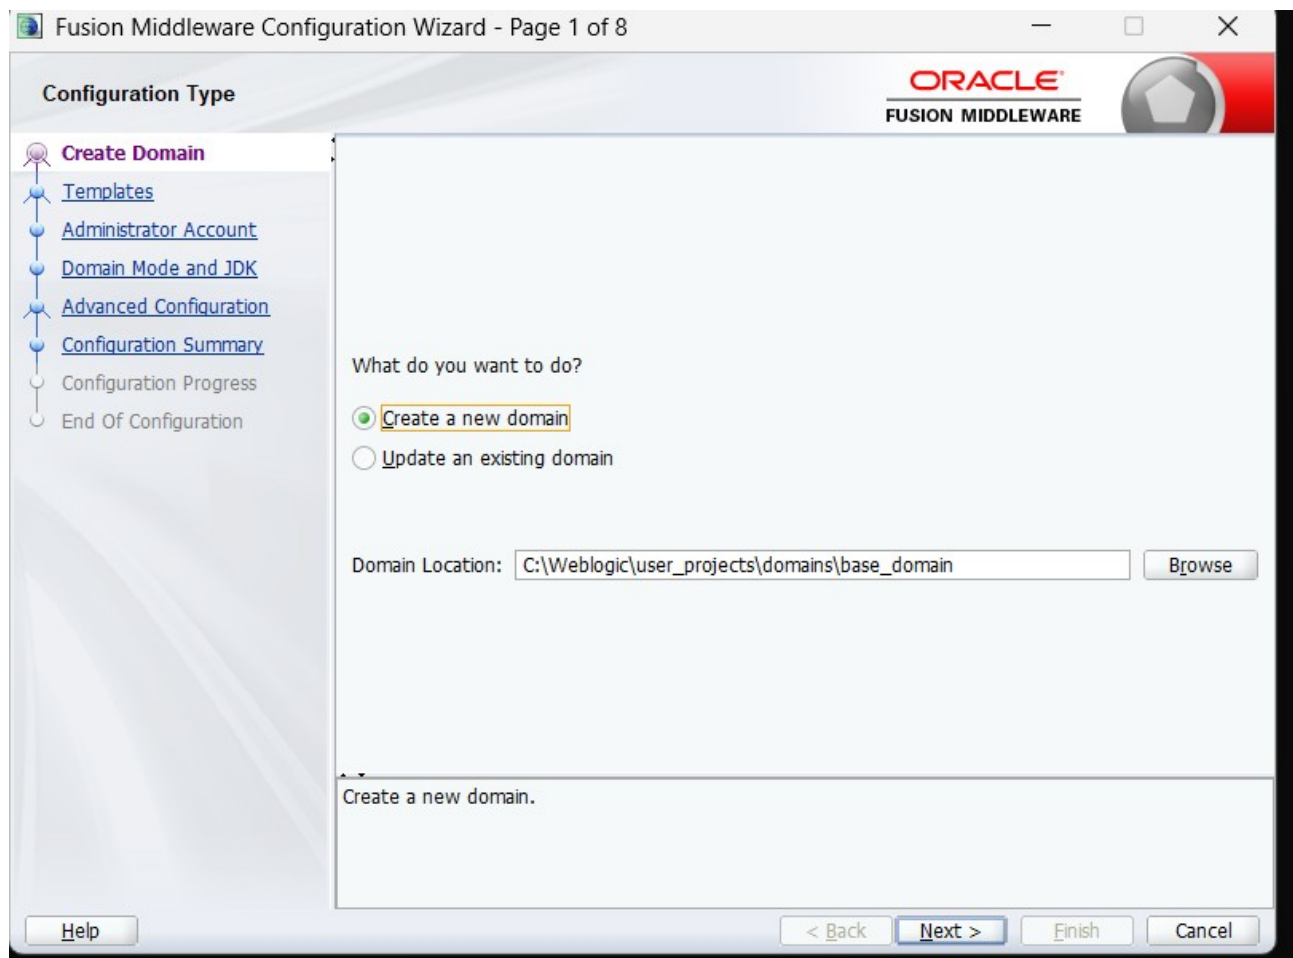 Fusion Middleware Configuration Wizard - Page 1 of 8
Configuration Type
ORACLE
FUSION MIDDLEWARE
Create Domain
Templates
Administrator Account
Domain Mode and JDK
Advanced Configuration
Configuration Summary
Configuration Progress
End Of Configuration
What do you want to do?
Create a new domain
Update an existing domain
Domain Location: C:\Weblogic\user_projects\domains\base_domain Browse
Create a new domain.
Help < Back Next > Finish Cancel